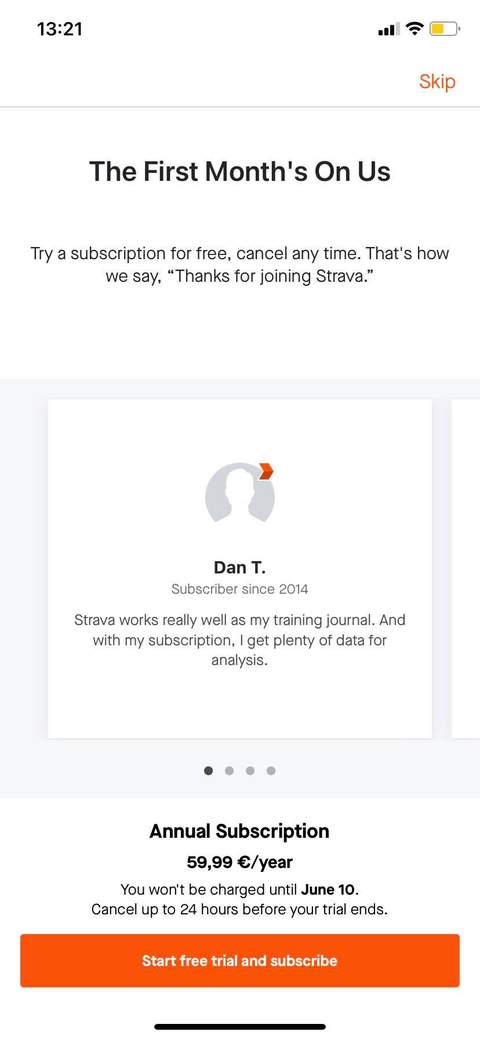 13:21
Skip
The First Month's On Us
Try a subscription for free, cancel any time. That's how
we say, “Thanks for joining Strava.”
Dan T.
Subscriber since 2014
Strava works really well as my training journal. And
with my subscription, I get plenty of data for
analysis.
Annual Subscription
59,99 €/year
You won't be charged until June 10.
Cancel up to 24 hours before your trial ends.
Start free trial and subscribe